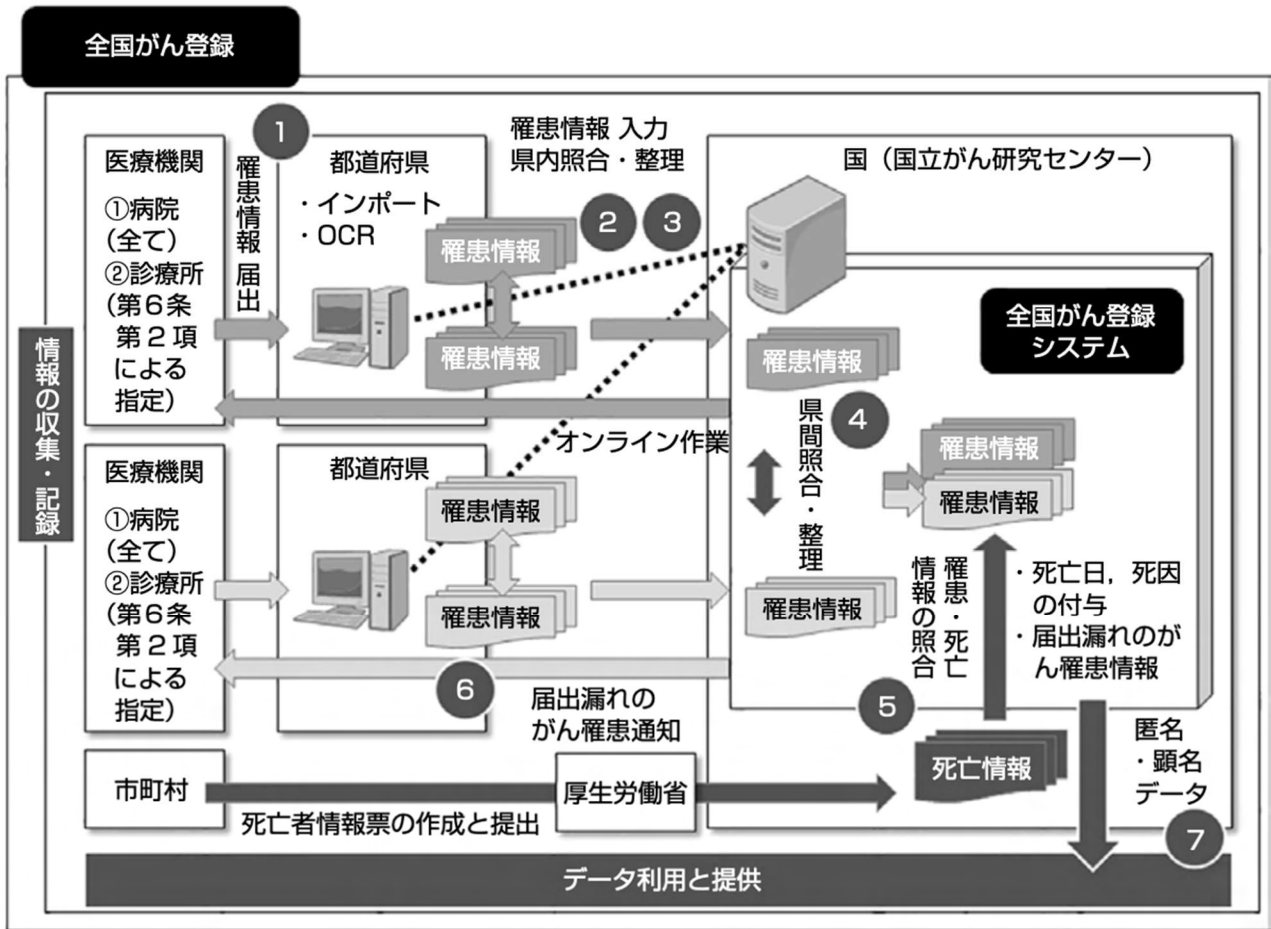 全国がん登録
1
医療機関
①病院
(全て)
②診療所
(第6条
第2項
による
指定)
罹患情報 届出
都道府県
・インポート
・OCR
罹患情報
罹患情報
罹患情報 入力
県内照合・整理
2
3
国(国立がん研究センター)
全国がん登録
システム
罹患情報
県間照合・整理
4
罹患情報
罹患情報
罹患情報
オンライン作業
情報の収集・記録
医療機関
①病院
(全て)
②診療所
(第6条
第2項
による
指定)
都道府県
罹患情報
罹患情報
6
届出漏れの
がん罹患通知
罹患・死亡
情報の照合
・死亡日,死因
の付与
・届出漏れのが
ん罹患情報
5
死亡情報
市町村
死亡者情報票の作成と提出
厚生労働省
匿名
・顕名
データ
7
データ利用と提供